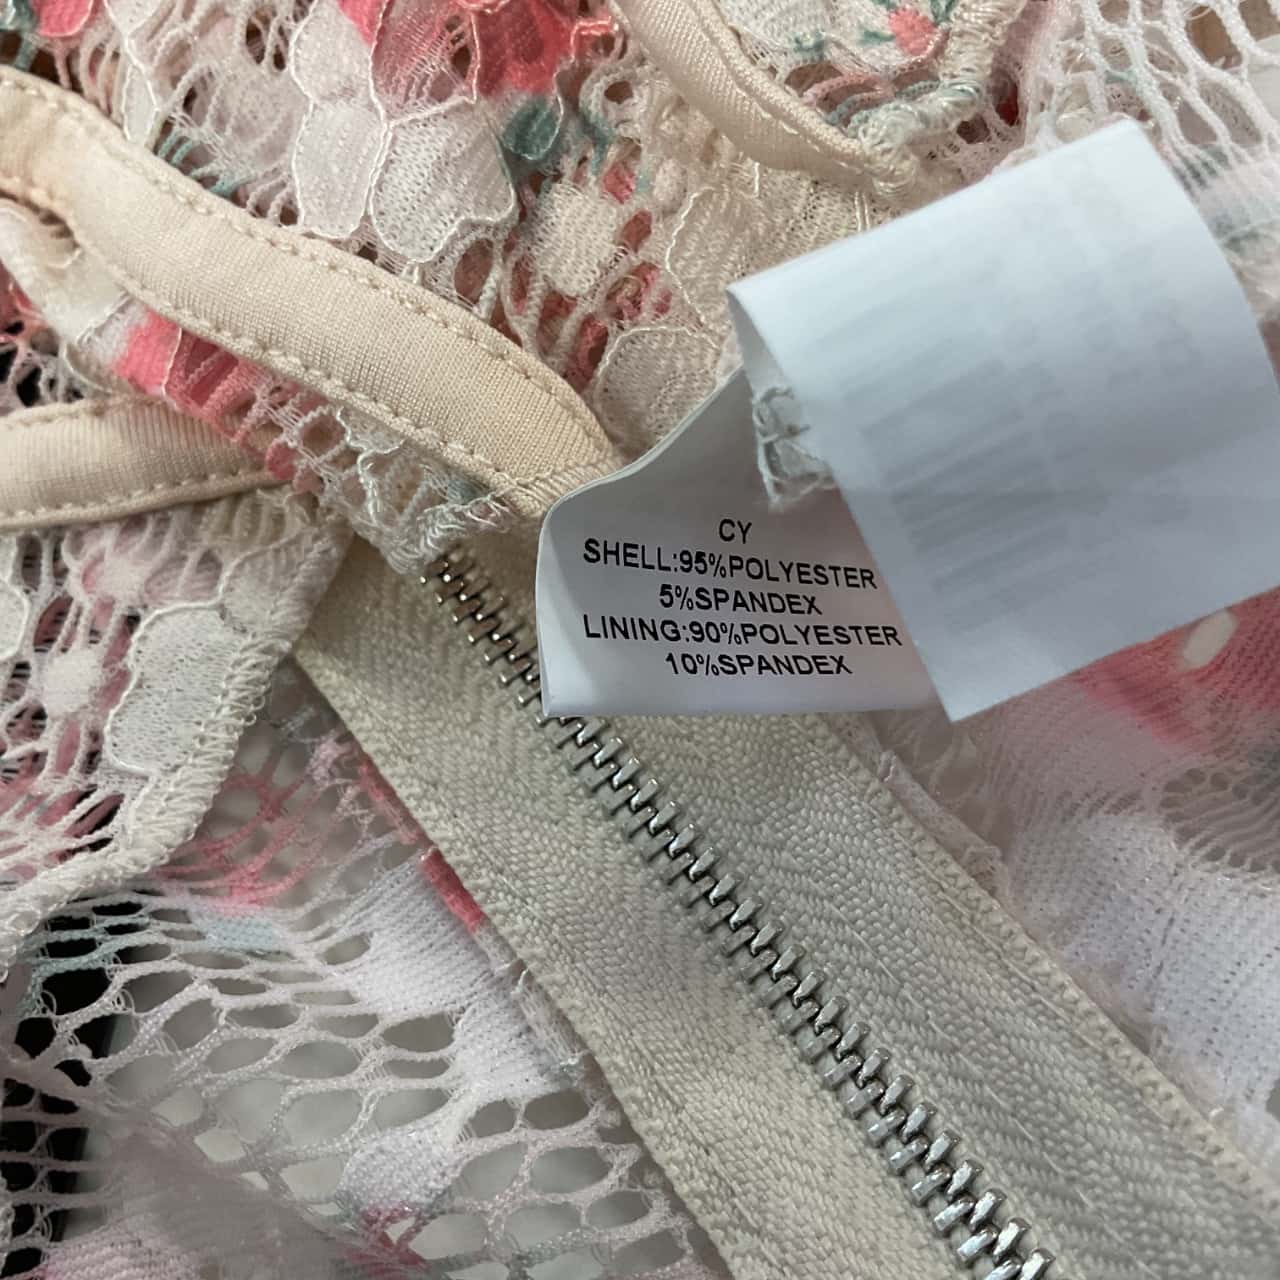 CY
SHELL:95%POLYESTER
5%SPANDEX
LINING:90%POLYESTER
10%SPANDEX